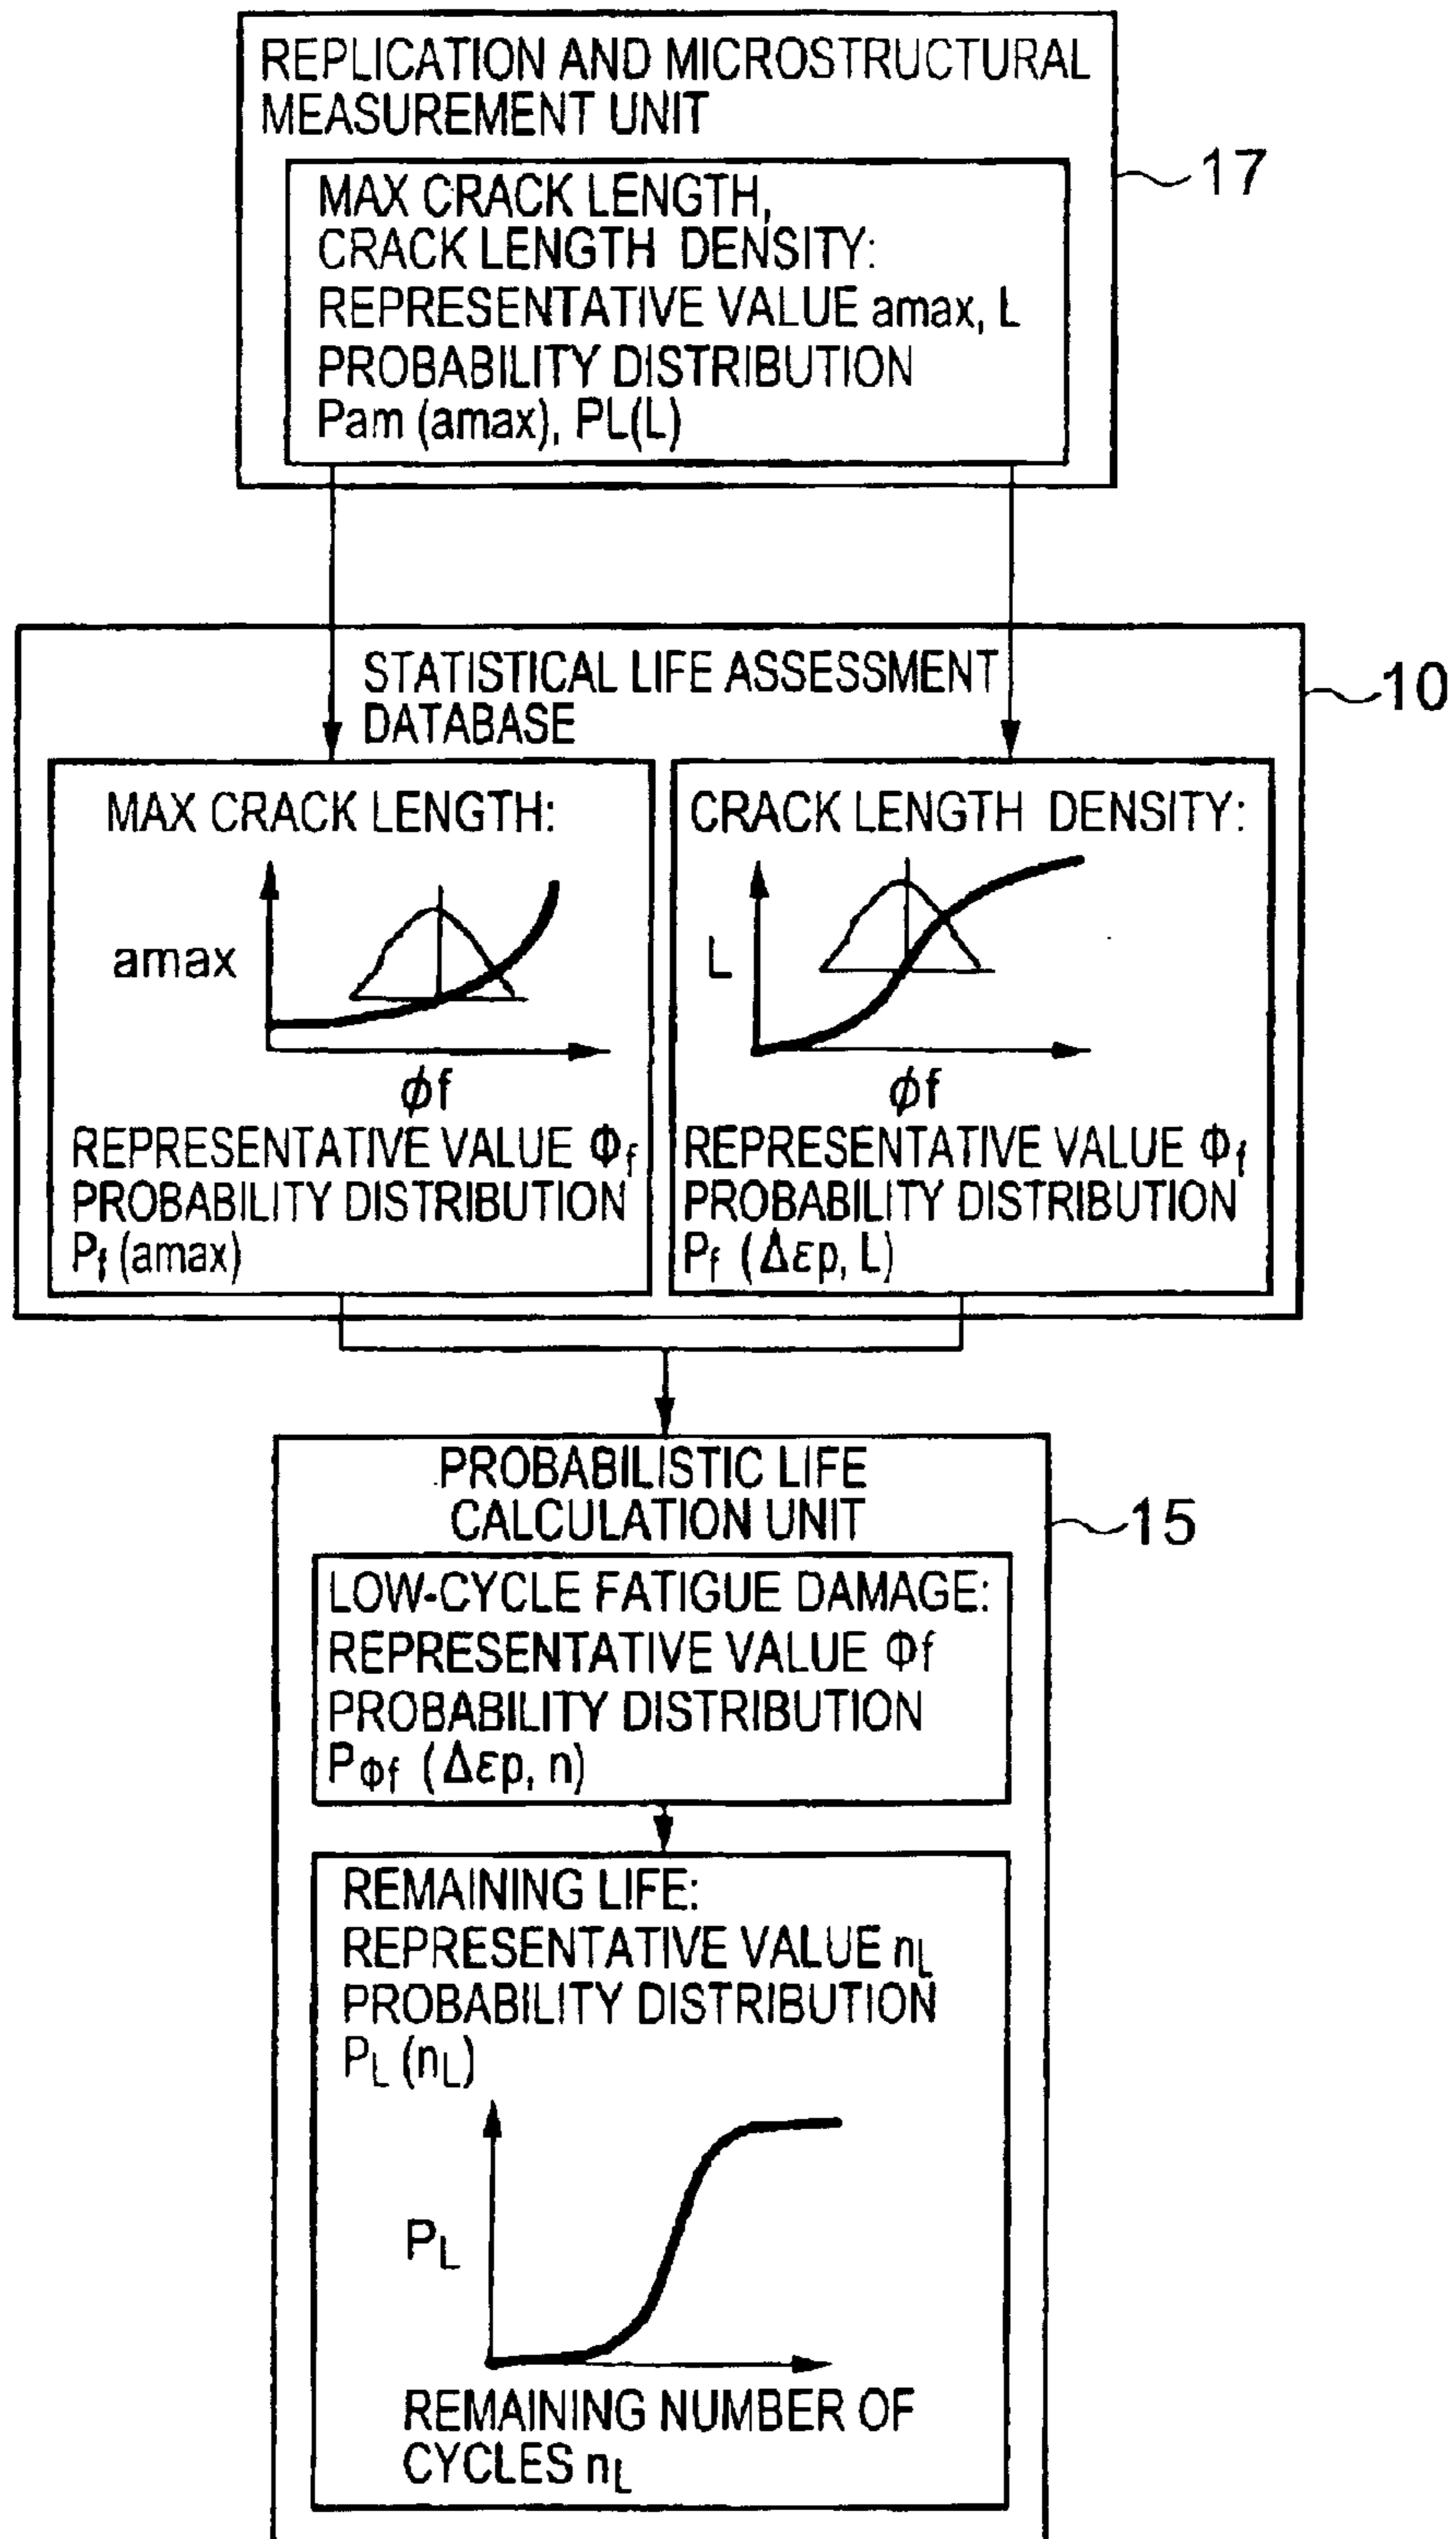 REPLICATION AND MICROSTRUCTURAL
MEASUREMENT UNIT
17
MAX CRACK LENGTH,
CRACK LENGTH DENSITY:
REPRESENTATIVE VALUE amax, L
PROBABILITY DISTRIBUTION
Pam (amax), PL(L)
STATISTICAL LIFE ASSESSMENT
DATABASE
10
MAX CRACK LENGTH:
amax
ϕf
REPRESENTATIVE VALUE Φf
PROBABILITY DISTRIBUTION
Pf (amax)
CRACK LENGTH DENSITY:
L
ϕf
REPRESENTATIVE VALUE Φf
PROBABILITY DISTRIBUTION
Pf (Δεp, L)
PROBABILISTIC LIFE
CALCULATION UNIT
15
LOW-CYCLE FATIGUE DAMAGE:
REPRESENTATIVE VALUE Φf
PROBABILITY DISTRIBUTION
PΦf (Δεp, n)
REMAINING LIFE:
REPRESENTATIVE VALUE nL
PROBABILITY DISTRIBUTION
PL (nL)
PL
REMAINING NUMBER OF
CYCLES nL